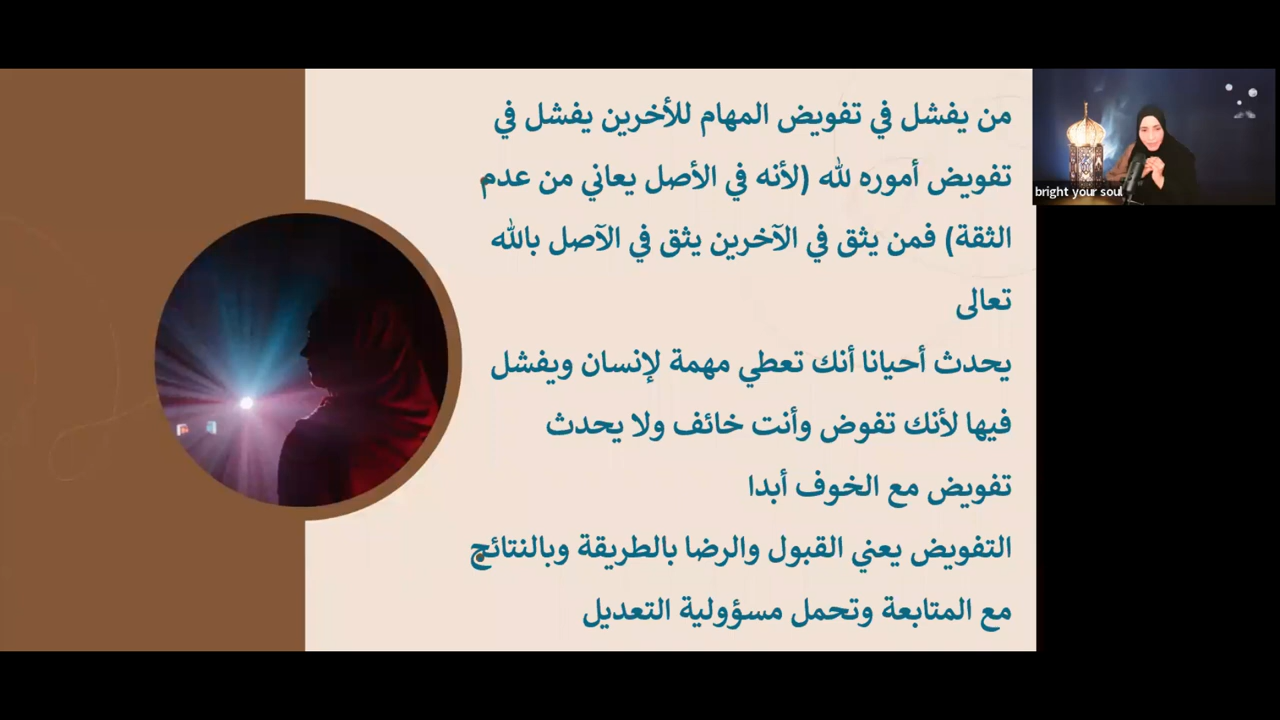 من يفشل في تفويض المهام للأخرين يفشل في
تفويض أموره لله (لأنه في الأصل يعاني من عدم
الثقة) فمن يثق في الآخرين يثق في الآصل بالله
تعالى
يحدث أحيانا أنك تعطي مهمة لإنسان ويفشل
فيها لأنك تفوض وأنت خائف ولا يحدث
تفويض مع الخوف أبدا
التفويض يعني القبول والرضا بالطريقة وبالنتائج
مع المتابعة وتحمل مسؤولية التعديل
bright your soul